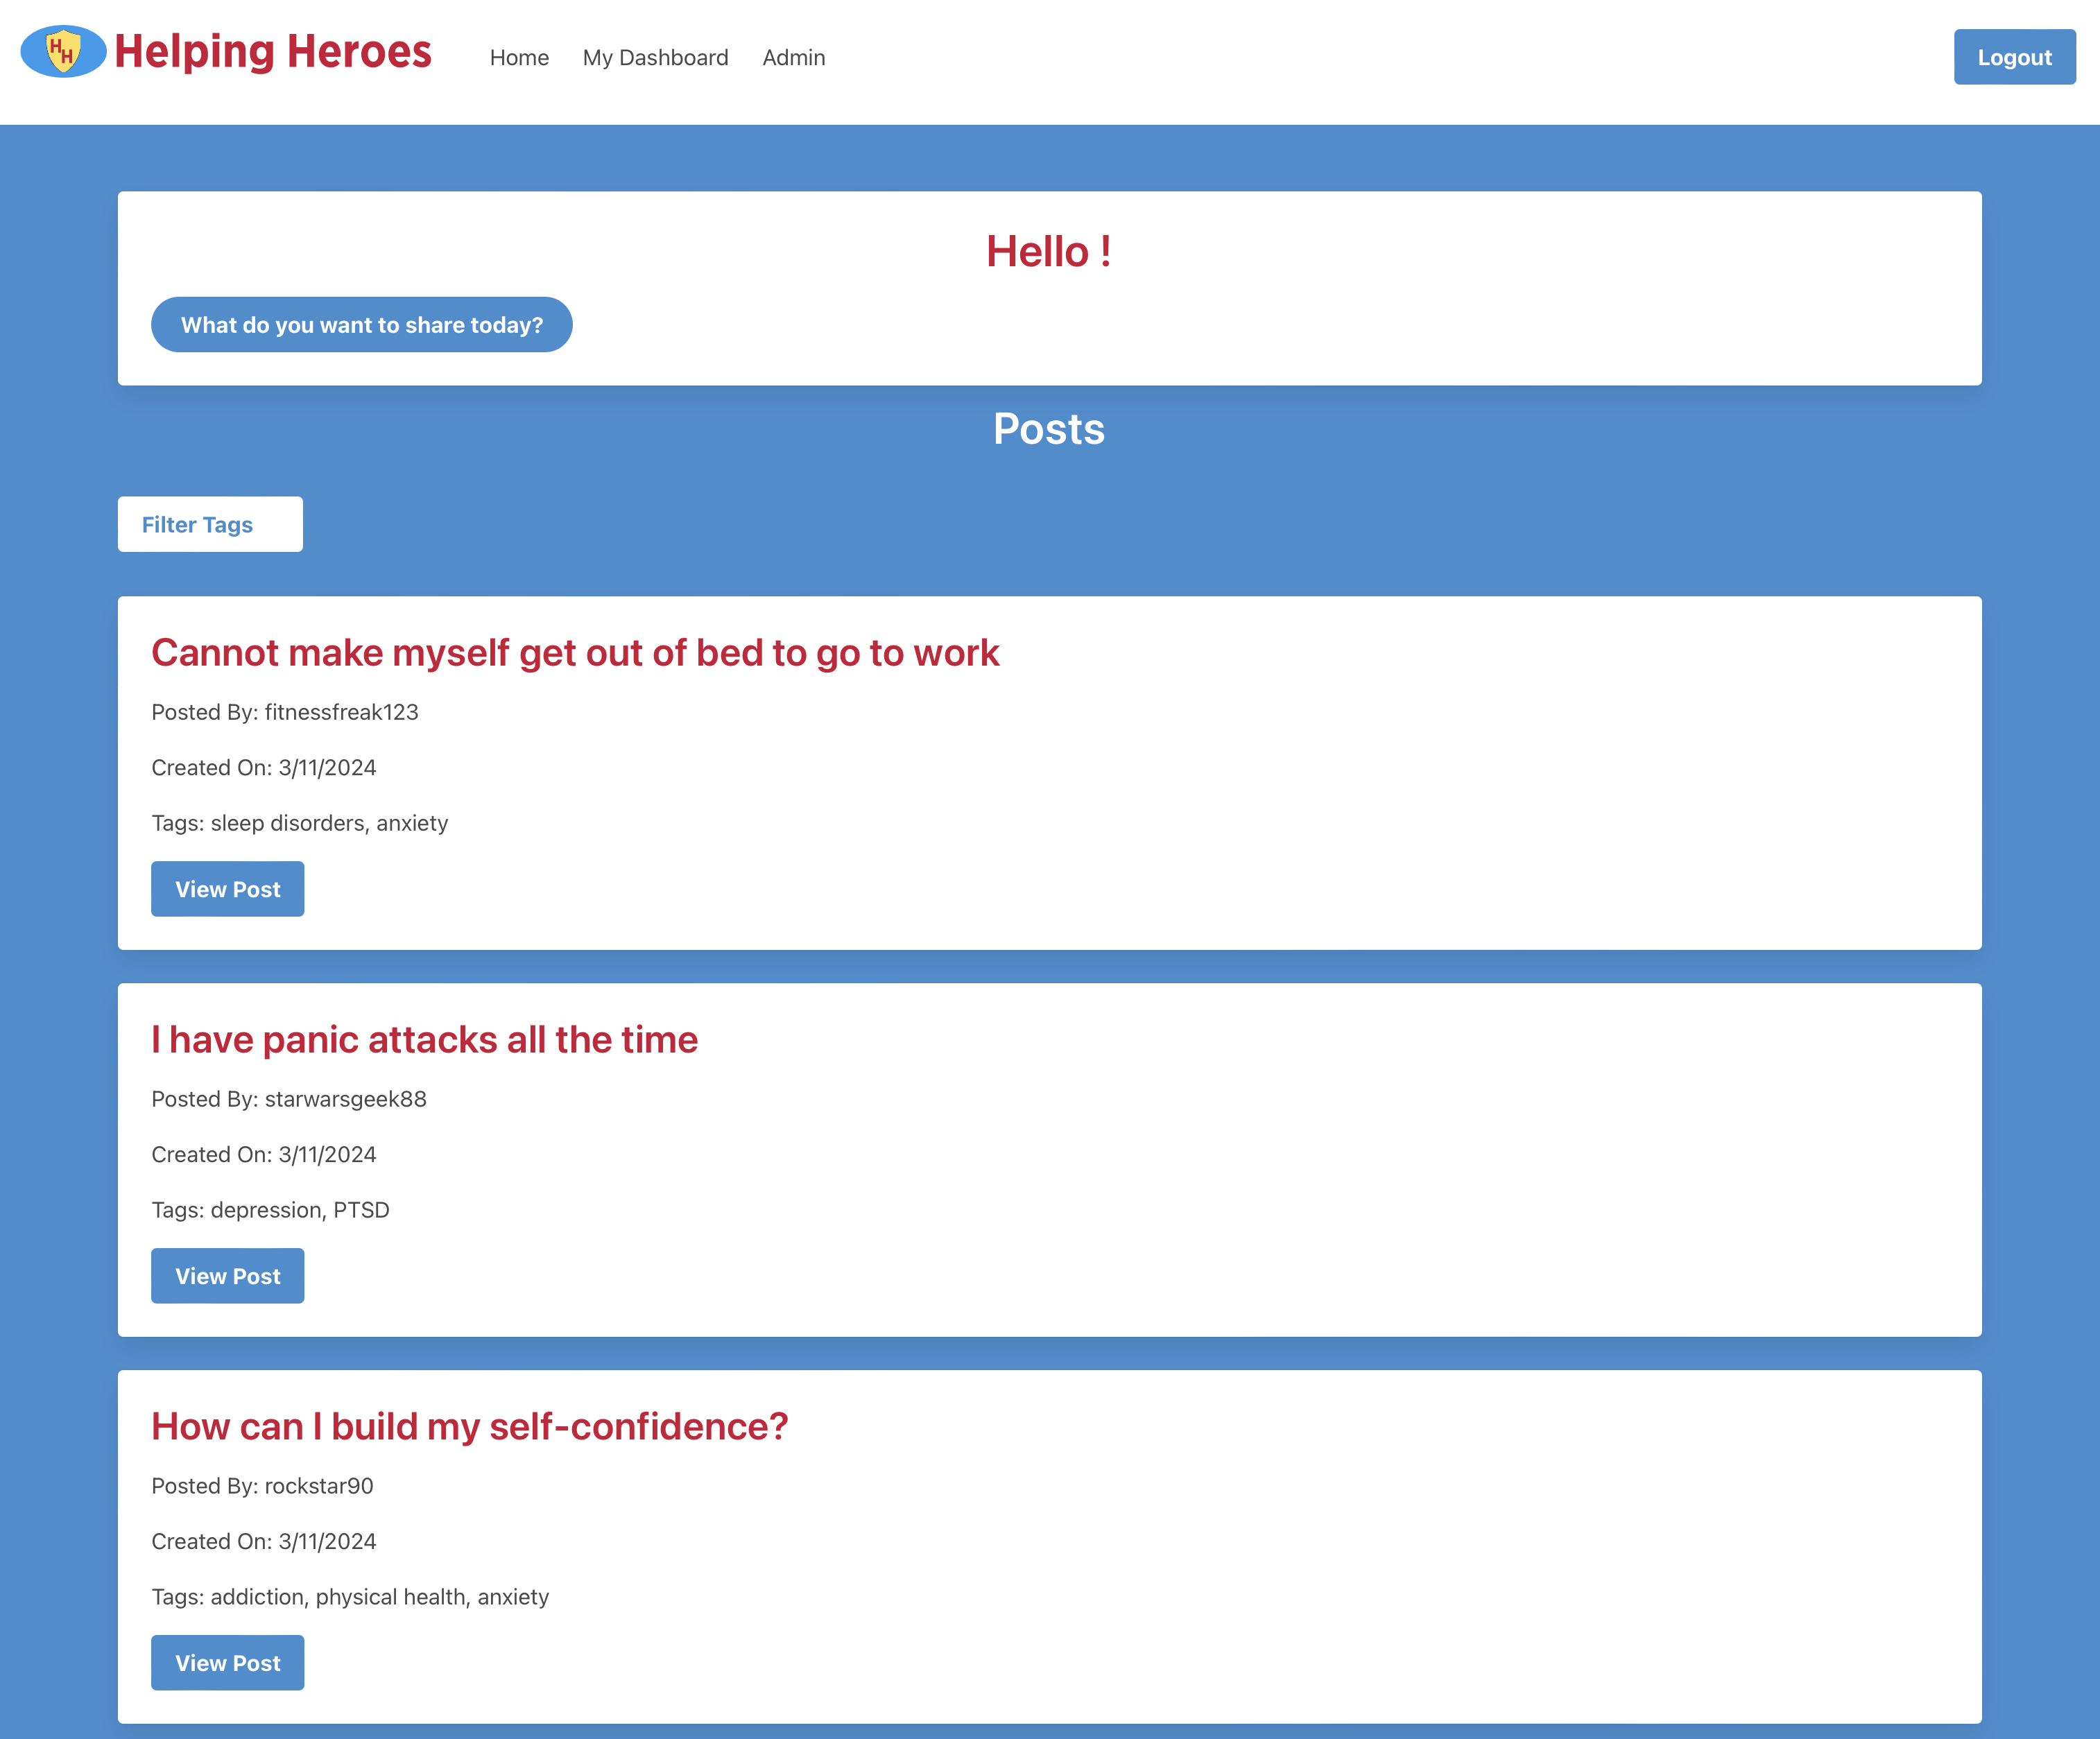 HH Helping Heroes Home My Dashboard Admin Logout
Hello !
What do you want to share today?
Posts
Filter Tags
Cannot make myself get out of bed to go to work
Posted By: fitnessfreak123
Created On: 3/11/2024
Tags: sleep disorders, anxiety
View Post
I have panic attacks all the time
Posted By: starwarsgeek88
Created On: 3/11/2024
Tags: depression, PTSD
View Post
How can I build my self-confidence?
Posted By: rockstar90
Created On: 3/11/2024
Tags: addiction, physical health, anxiety
View Post